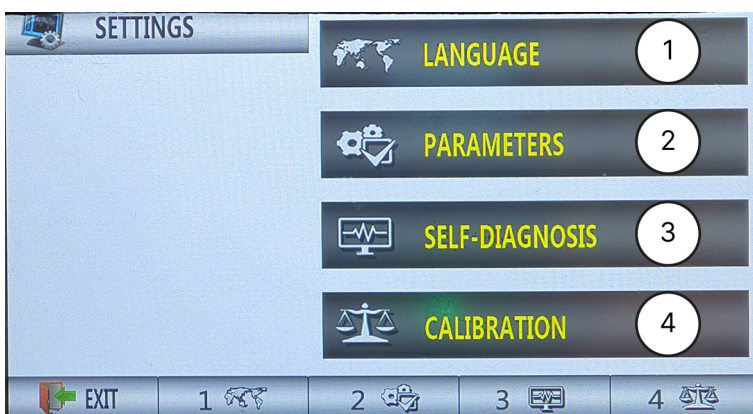 SETTINGS
LANGUAGE 1
PARAMETERS 2
SELF-DIAGNOSIS 3
CALIBRATION 4
EXIT 1 2 3 4